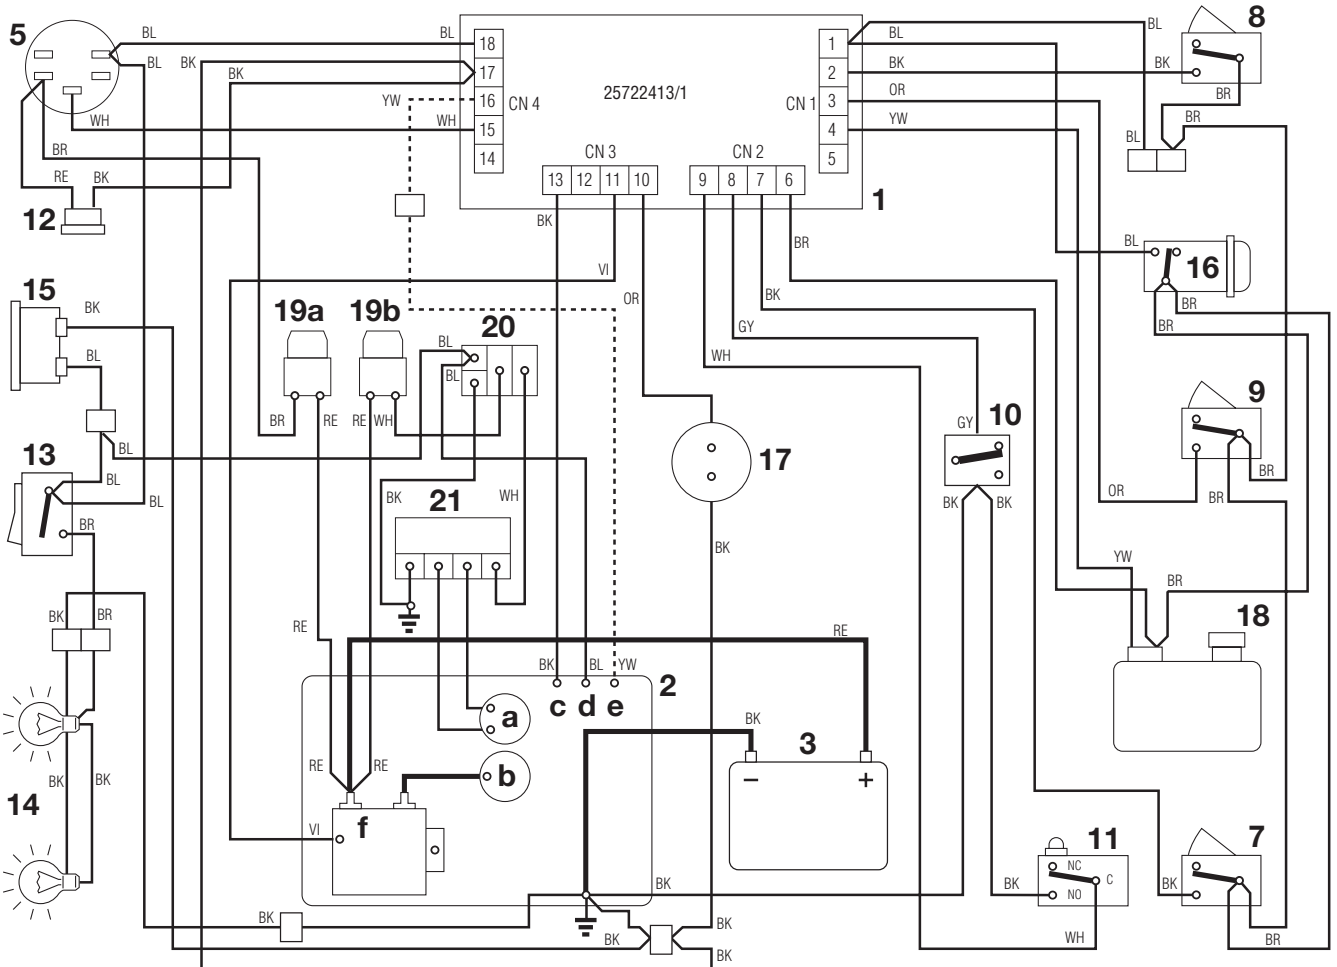 5
BL
BL
BL
BK
BK
YW
WH
WH
BR
RE
BK
12
18
17
16
15
14
CN 4
25722413/1
CN 3
13 12 11 10
CN 2
9 8 7 6
CN 1
1
2
3
4
5
1
BL
BL
BK
OR
YW
BK
8
BR
BR
BL
BK
VI
OR
BR
BK
GY
WH
BL
16
BR
BR
15
BK
BL
19a
19b
20
BL
BL
BR
RE
RE
WH
BL
13
BL
BL
BR
BK
21
WH
17
BK
GY
10
BK
BK
9
OR
BR
BR
YW
BR
18
BK
BR
RE
RE
BK
BL
YW
2
c d e
a
b
f
RE
RE
VI
BK
3
−
+
14
BK
BK
BK
BK
BK
BK
BK
BK
11
NC
C
NO
WH
7
BK
BR